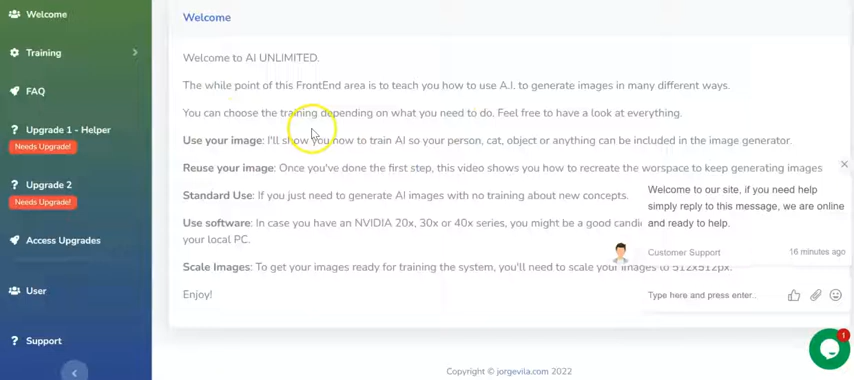 Welcome
Training
FAQ
Upgrade 1 - Helper
Needs Upgrade!
Upgrade 2
Needs Upgrade!
Access Upgrades
User
Support
Welcome
Welcome to AI UNLIMITED.
The while point of this FrontEnd area is to teach you how to use A.I. to generate images in many different ways.
You can choose the training depending on what you need to do. Feel free to have a look at everything.
Use your image: I'll show you how to train AI so your person, cat, object or anything can be included in the image generator.
Reuse your image: Once you've done the first step, this video shows you how to recreate the worspace to keep generating images
Standard Use: If you just need to generate AI images with no training about new concepts.
Use software: In case you have an NVIDIA 20x, 30x or 40x series, you might be a good
your local PC.
Scale Images: To get your images ready for training the system, you'll need to scale your images to 512x512px.
Enjoy!
Welcome to our site, if you need help
simply reply to this message, we are online
and ready to help.
Customer Support
16 minutes ago
Type here and press enter..
1
Copyright © jorgevila.com 2022